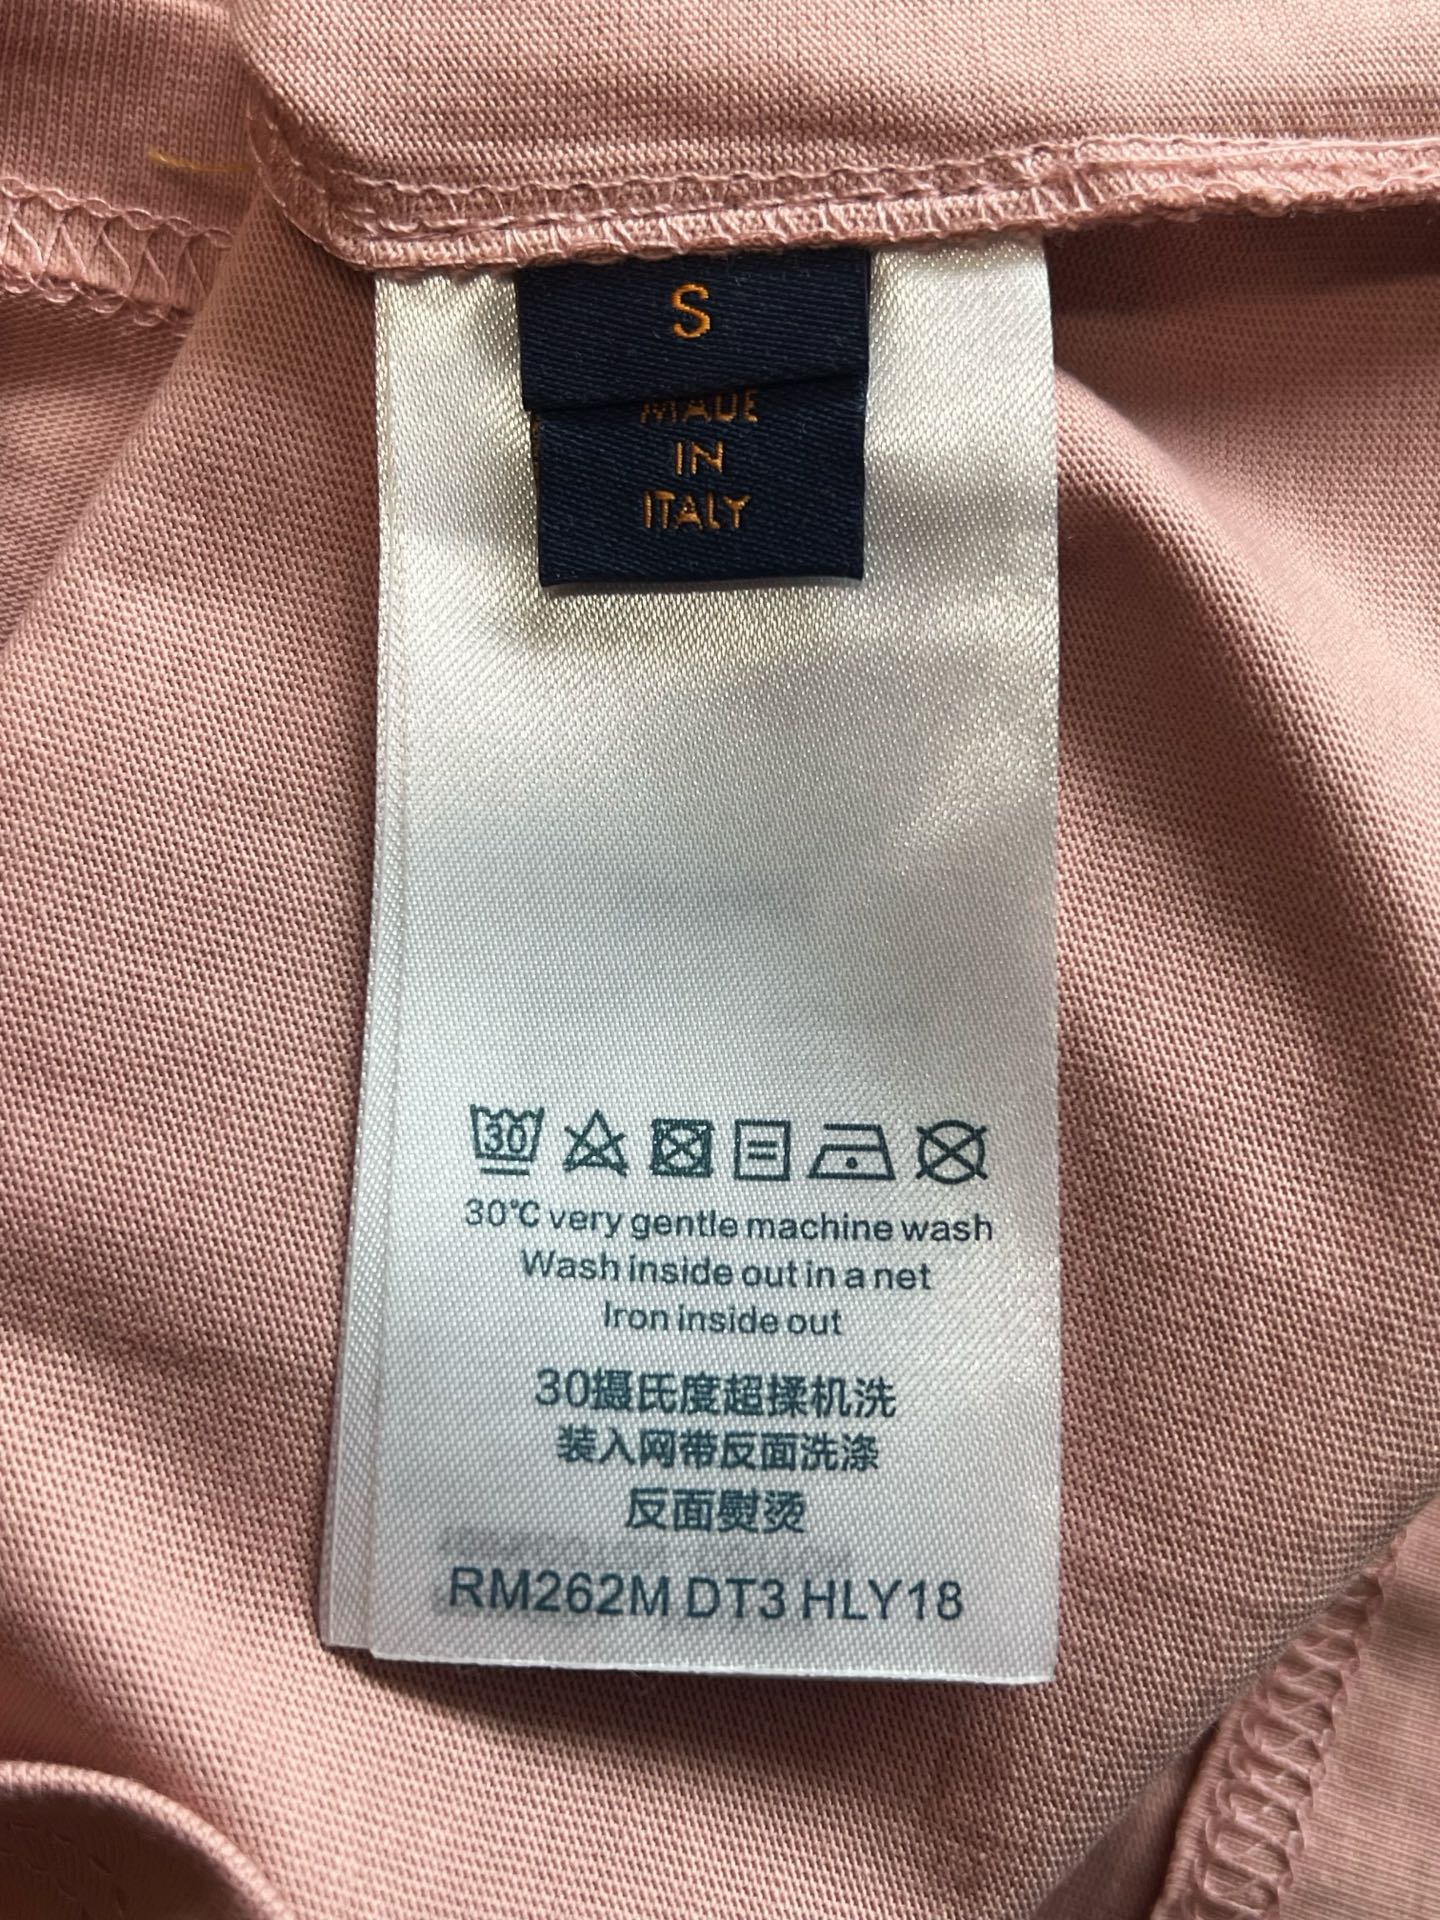 S
MADE
IN
ITALY
30
30℃ very gentle machine wash
Wash inside out in a net
Iron inside out
30摄氏度超揉机洗
装入网带反面洗涤
反面熨烫
RM262M DT3 HLY18